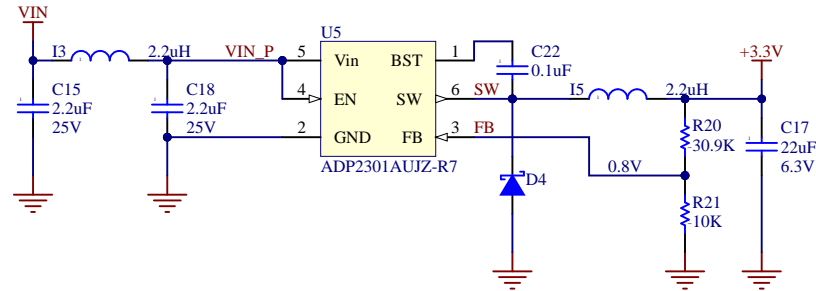 VIN
I3
2.2uH
VIN_P
C15
2.2uF
25V
C18
2.2uF
25V
U5
5
Vin
4
EN
2
GND
BST
1
SW
6
FB
3
ADP2301AUJZ-R7
C22
0.1uF
SW
FB
I5
2.2uH
+3.3V
D4
0.8V
R20
30.9K
R21
10K
C17
22uF
6.3V